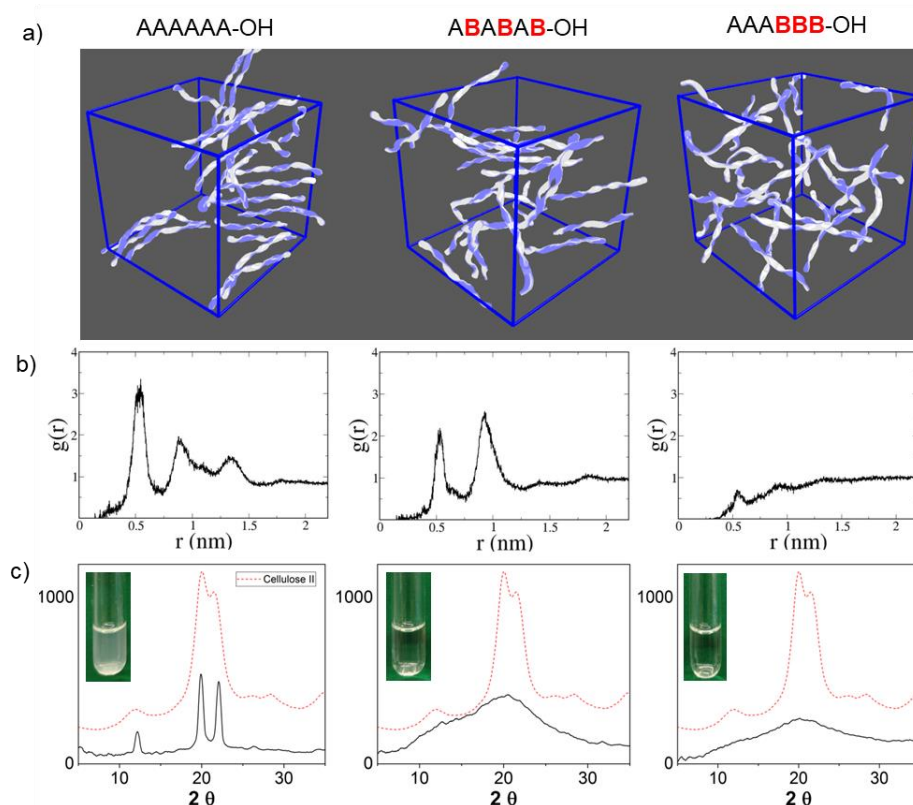 a)
AAAAAA-OH
ABABAB-OH
AAABBB-OH
b)
4
3
2
1
0
g(r)
0 0.5 1 1.5 2
r (nm)
4
3
2
1
0
g(r)
0 0.5 1 1.5 2
r (nm)
4
3
2
1
0
g(r)
0 0.5 1 1.5 2
r (nm)
c)
1000
0
Cellulose II
10 20 30
2 θ
1000
0
10 20 30
2 θ
1000
0
10 20 30
2 θ